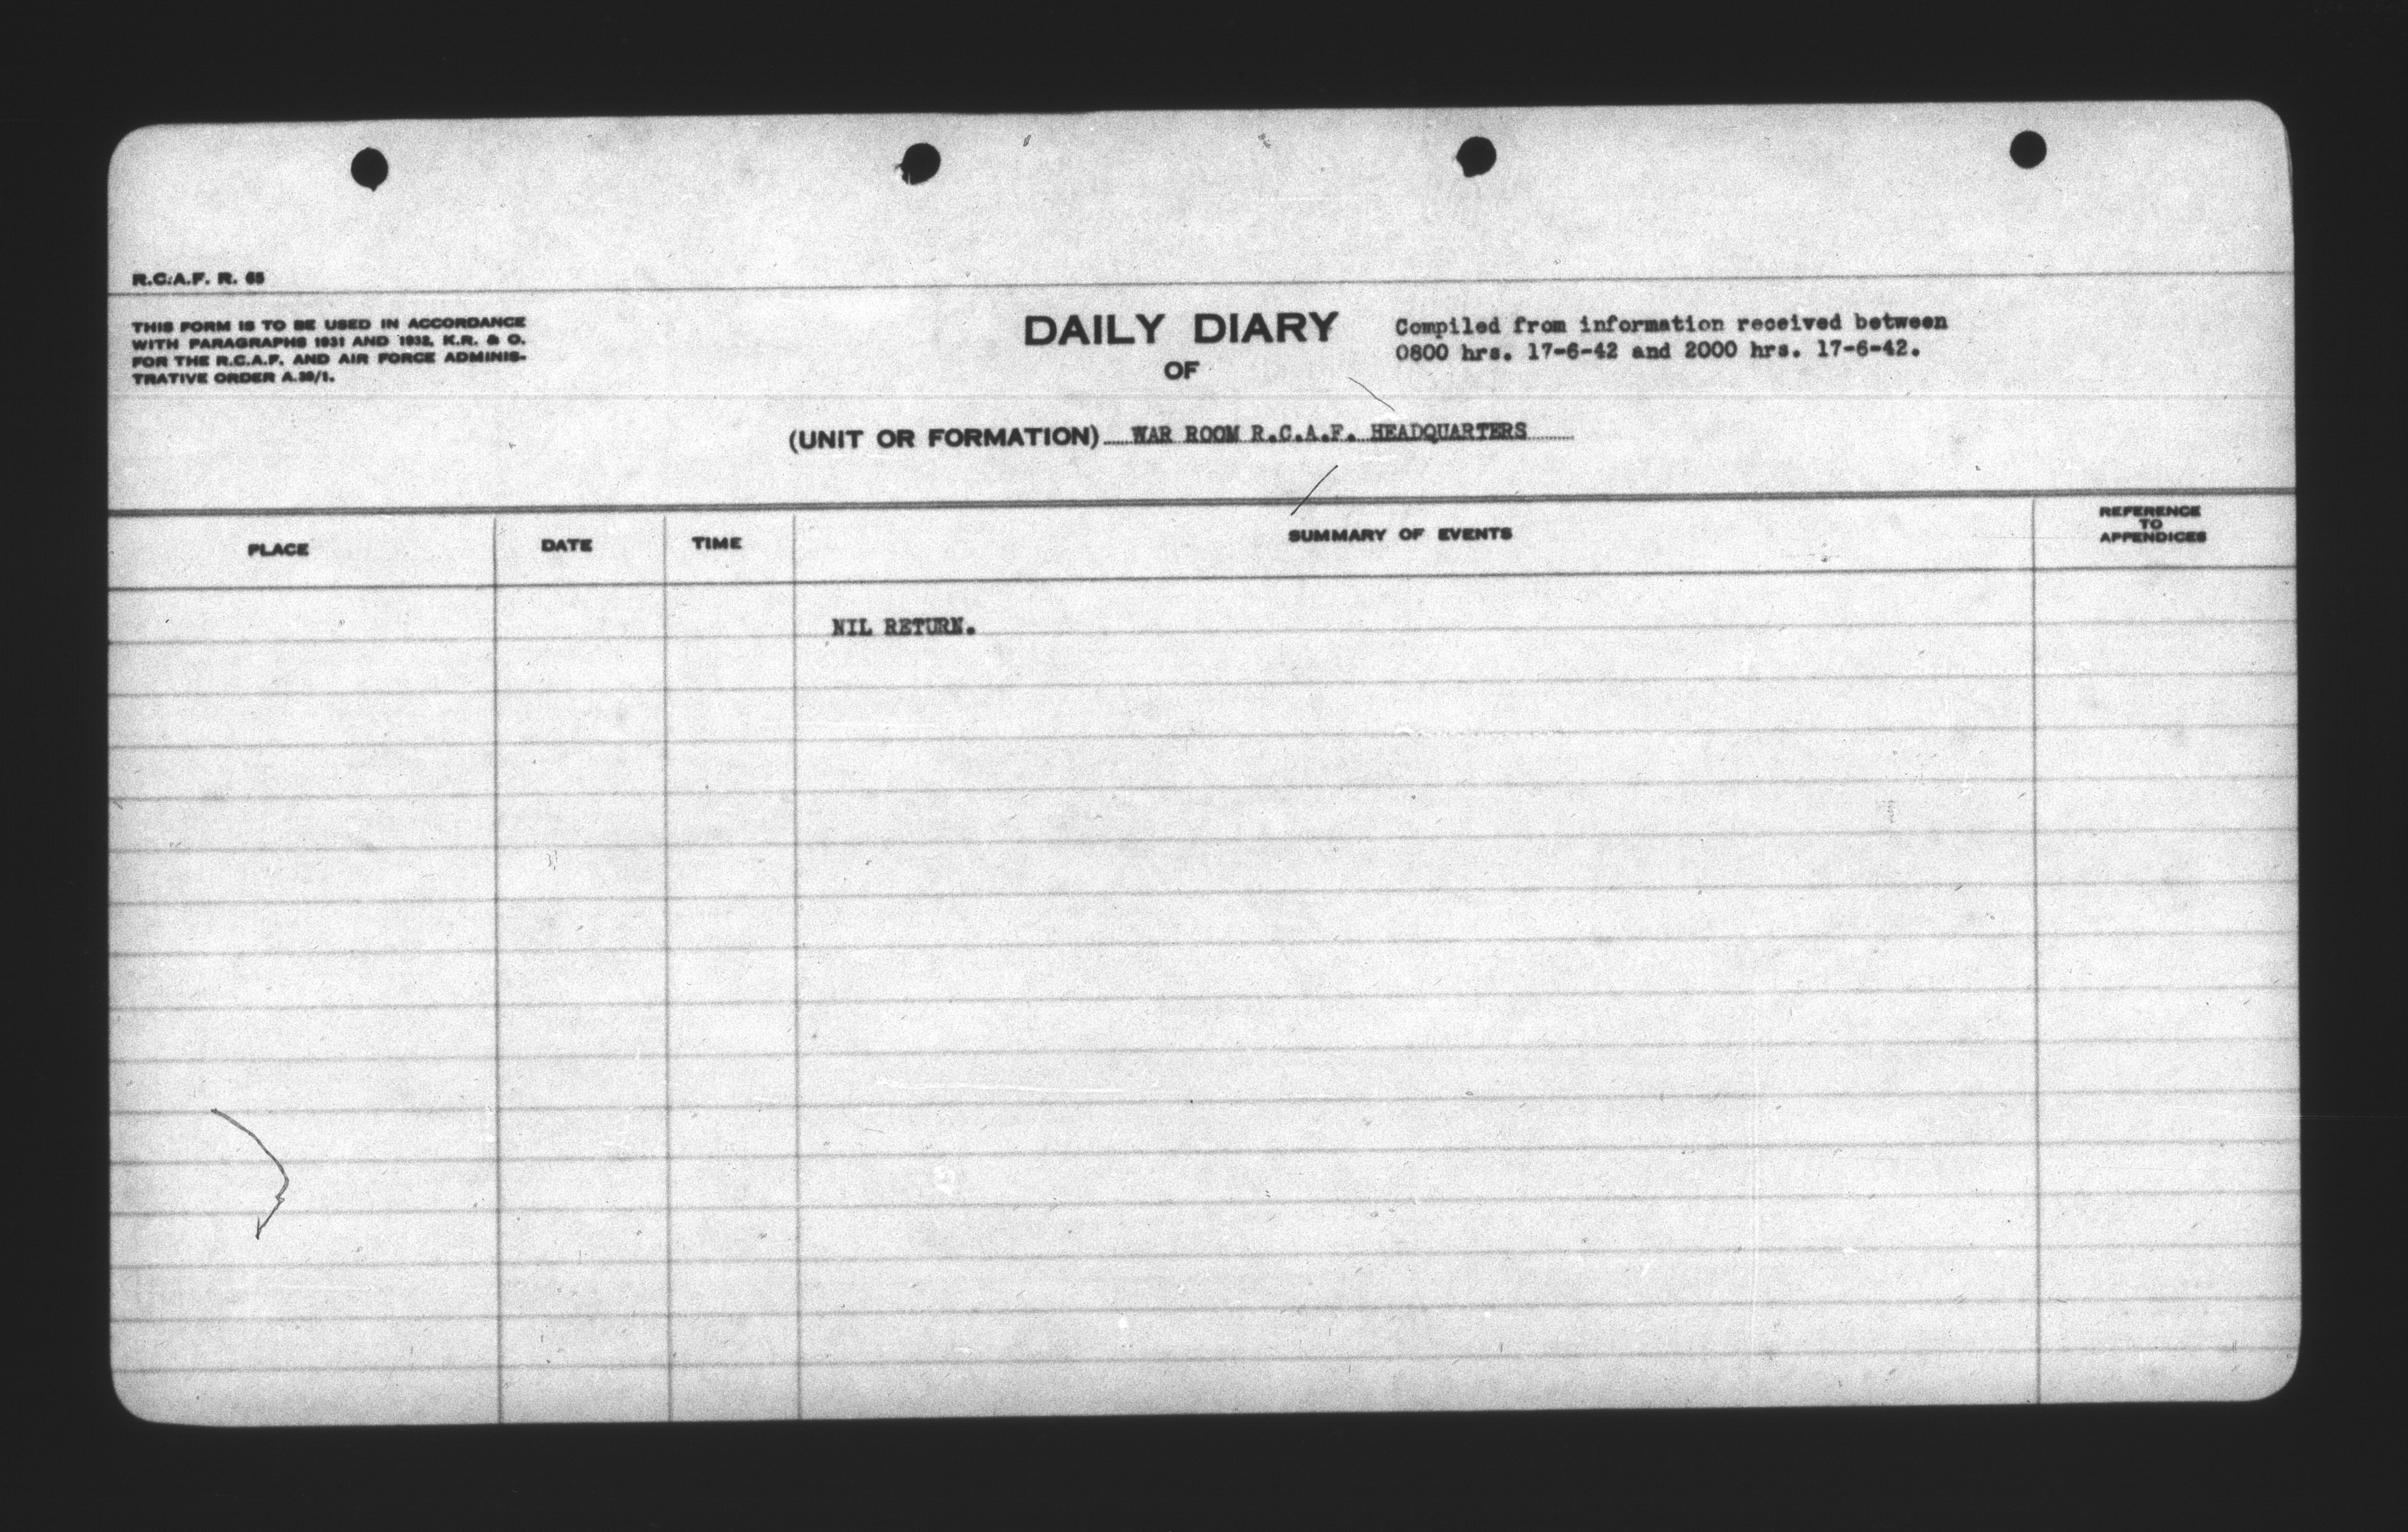 R.C.A.F. R. 65
THIS FORM IS TO BE USED IN ACCORDANCE
WITH PARAGRAPHS 1931 AND 1932, K.R. & O.
FOR THE R.C.A.F. AND AIR FORCE ADMINIS-
TRATIVE ORDER A.39/1.
DAILY DIARY
OF
Compiled from information received between
0800 hrs. 17-6-42 and 2000 hrs. 17-6-42.
(UNIT OR FORMATION) WAR ROOM R.C.A.F. HEADQUARTERS
PLACE DATE TIME SUMMARY OF EVENTS REFERENCE
TO
APPENDICES
NIL RETURN.